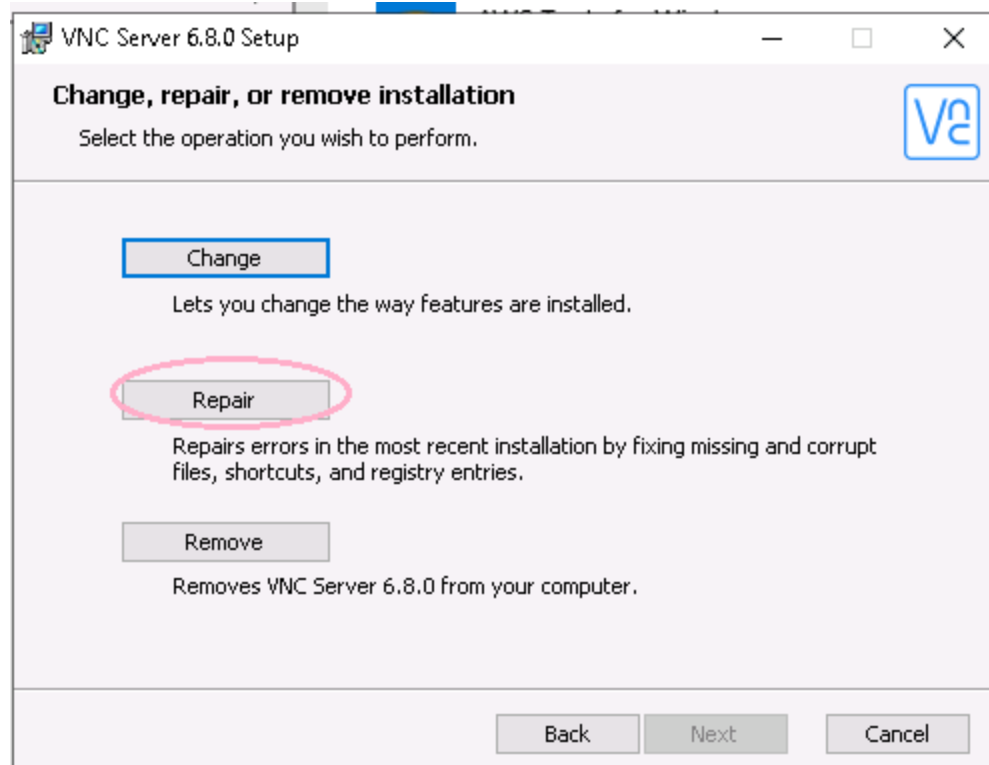 VNC Server 6.8.0 Setup
Change, repair, or remove installation
Select the operation you wish to perform.
Change
Lets you change the way features are installed.
Repair
Repairs errors in the most recent installation by fixing missing and corrupt
files, shortcuts, and registry entries.
Remove
Removes VNC Server 6.8.0 from your computer.
Back
Next
Cancel